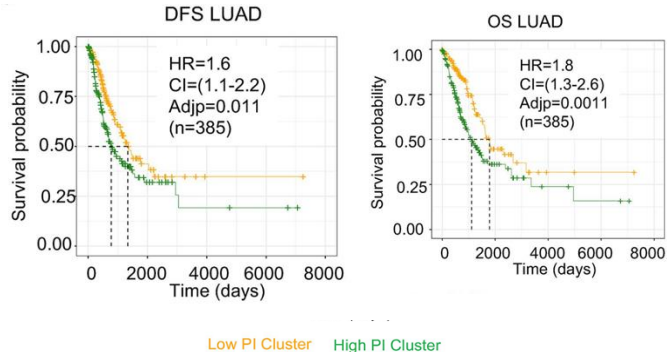 DFS LUAD
Survival probability
1.00
0.75
0.50
0.25
0.00
HR=1.6
CI=(1.1-2.2)
Adjp=0.011
(n=385)
0 2000 4000 6000 8000
Time (days)
OS LUAD
Survival probability
1.00
0.75
0.50
0.25
0.00
HR=1.8
CI=(1.3-2.6)
Adjp=0.0011
(n=385)
0 2000 4000 6000 8000
Time (days)
Low PI Cluster High PI Cluster